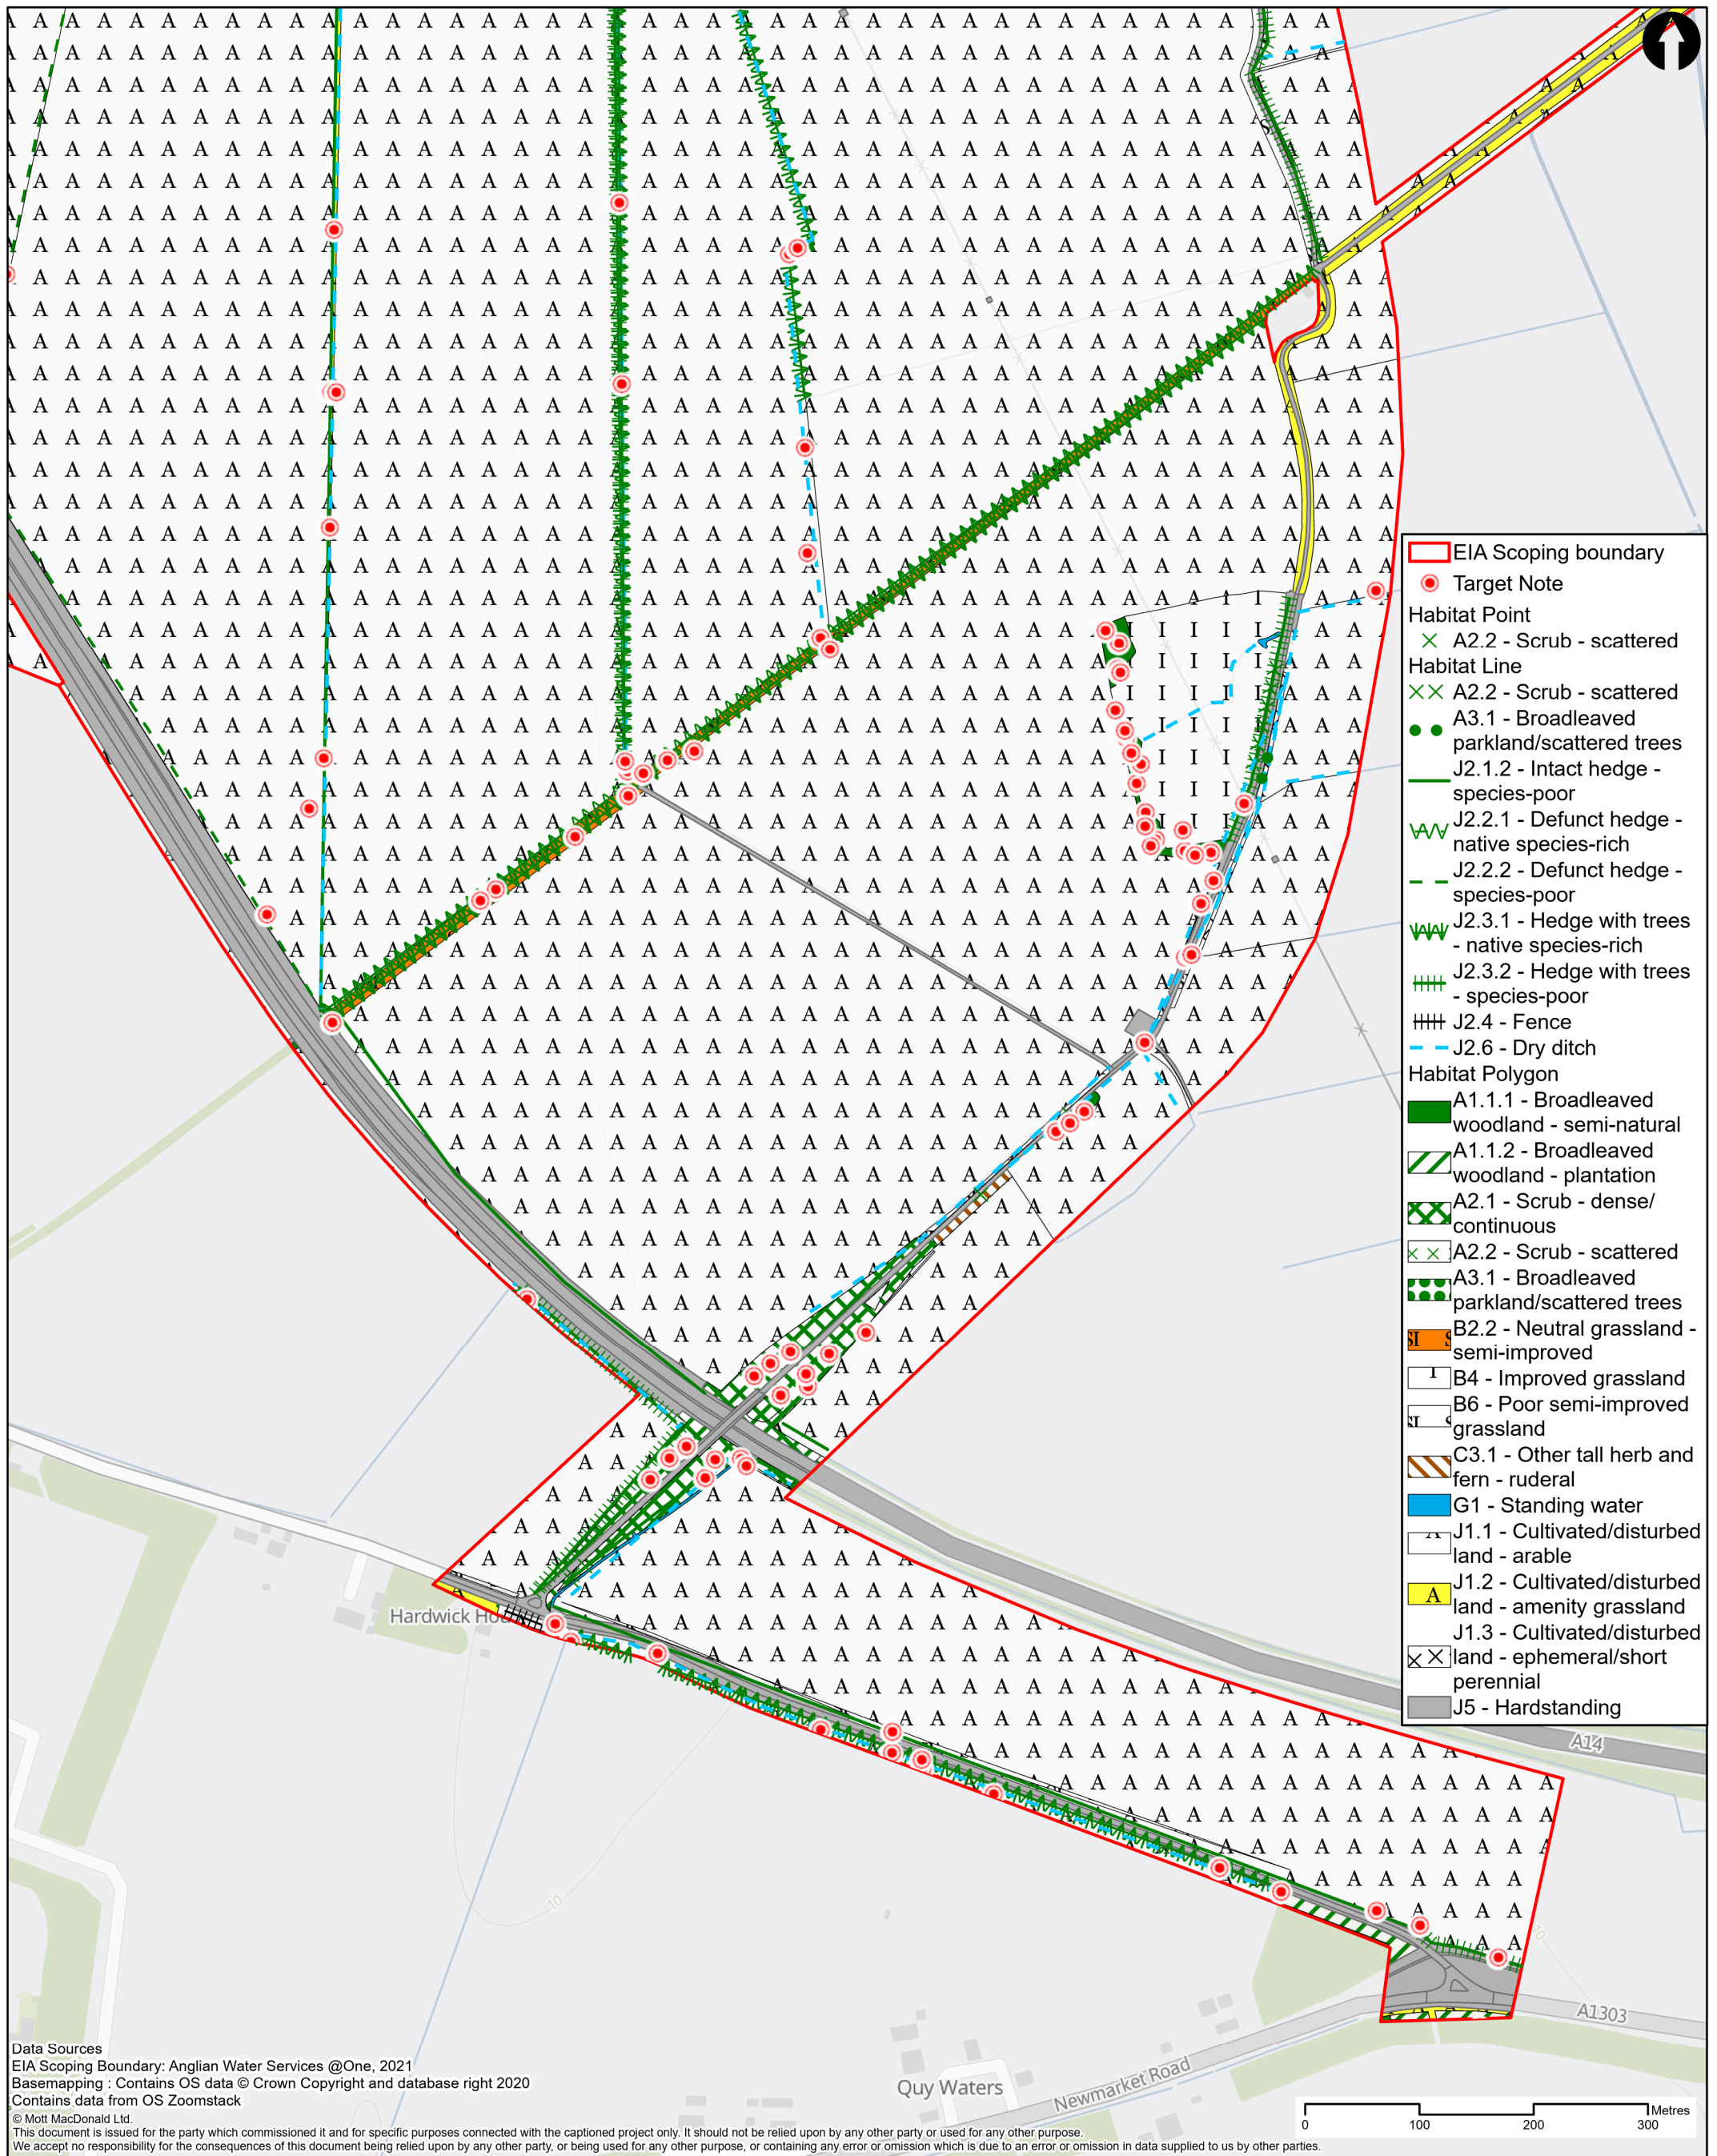 EIA Scoping boundary
Target Note
Habitat Point
A2.2 - Scrub - scattered
Habitat Line
A2.2 - Scrub - scattered
A3.1 - Broadleaved
parkland/scattered trees
J2.1.2 - Intact hedge -
species-poor
J2.2.1 - Defunct hedge -
native species-rich
J2.2.2 - Defunct hedge -
species-poor
J2.3.1 - Hedge with trees
- native species-rich
J2.3.2 - Hedge with trees
- species-poor
J2.4 - Fence
J2.6 - Dry ditch
Habitat Polygon
A1.1.1 - Broadleaved
woodland - semi-natural
A1.1.2 - Broadleaved
woodland - plantation
A2.1 - Scrub - dense/
continuous
A2.2 - Scrub - scattered
A3.1 - Broadleaved
parkland/scattered trees
B2.2 - Neutral grassland -
semi-improved
B4 - Improved grassland
B6 - Poor semi-improved
grassland
C3.1 - Other tall herb and
fern - ruderal
G1 - Standing water
J1.1 - Cultivated/disturbed
land - arable
J1.2 - Cultivated/disturbed
land - amenity grassland
J1.3 - Cultivated/disturbed
land - ephemeral/short
perennial
J5 - Hardstanding
Hardwick Hou
A14
10
10
A1303
Newmarket Road
Quy Waters
Data Sources
EIA Scoping Boundary: Anglian Water Services @One, 2021
Basemapping : Contains OS data © Crown Copyright and database right 2020
Contains data from OS Zoomstack
© Mott MacDonald Ltd.
This document is issued for the party which commissioned it and for specific purposes connected with the captioned project only. It should not be relied upon by any other party or used for any other purpose.
We accept no responsibility for the consequences of this document being relied upon by any other party, or being used for any other purpose, or containing any error or omission which is due to an error or omission in data supplied to us by other parties.
Metres
0 100 200 300